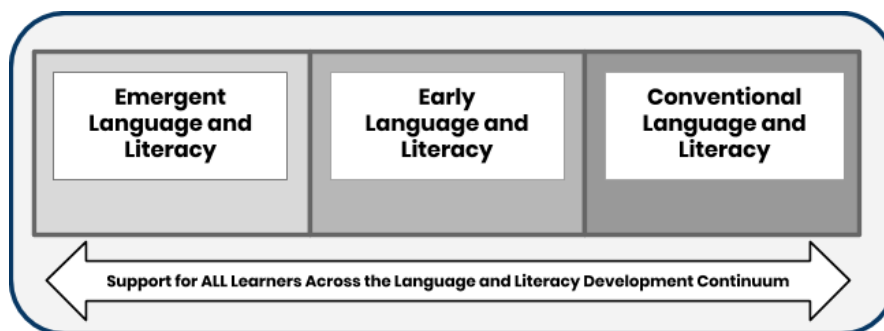 Emergent
Language and
Literacy
Early
Language and
Literacy
Conventional
Language and
Literacy
Support for ALL Learners Across the Language and Literacy Development Continuum